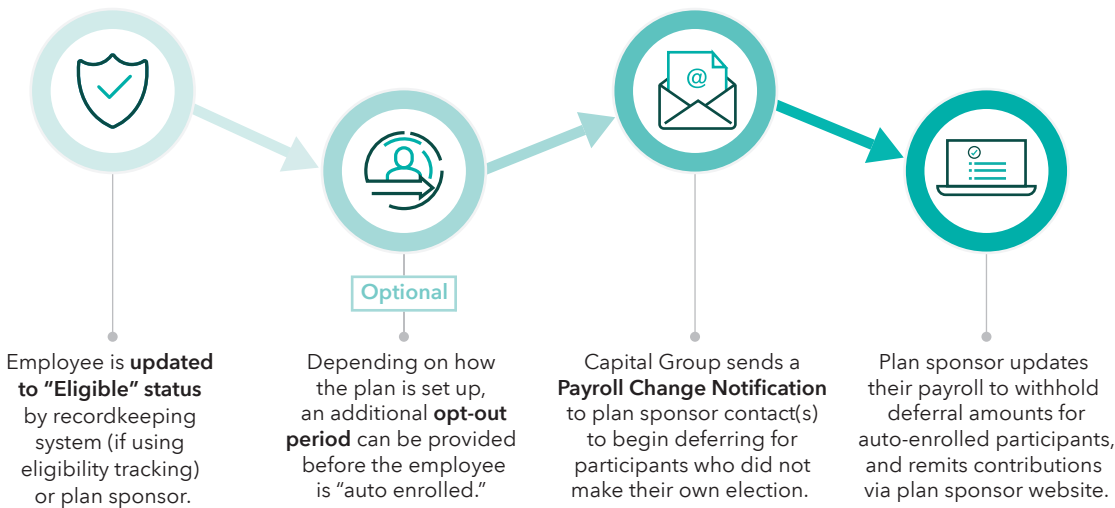 @
Optional
Employee is updated
to “Eligible” status
by recordkeeping
system (if using
eligibility tracking)
or plan sponsor.
Depending on how
the plan is set up,
an additional opt-out
period can be provided
before the employee
is “auto enrolled.”
Capital Group sends a
Payroll Change Notification
to plan sponsor contact(s)
to begin deferring for
participants who did not
make their own election.
Plan sponsor updates
their payroll to withhold
deferral amounts for
auto-enrolled participants,
and remits contributions
via plan sponsor website.